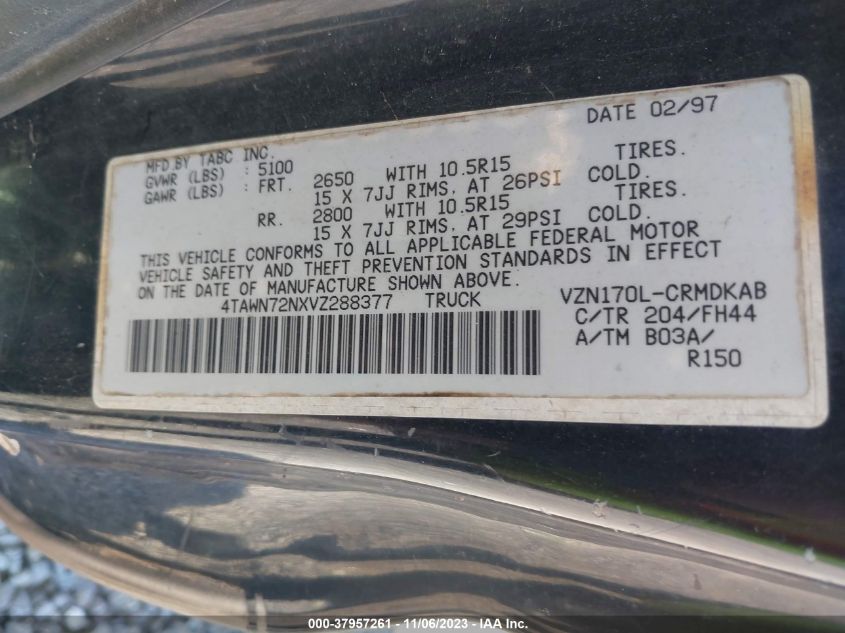 DATE 02/97
MFD BY TABC INC.
GVWR (LBS) : 5100
GAWR (LBS) : FRT. 2650 WITH 10.5R15 TIRES.
15 X 7JJ RIMS, AT 26PSI COLD.
RR. 2800 WITH 10.5R15 TIRES.
15 X 7JJ RIMS, AT 29PSI COLD.
THIS VEHICLE CONFORMS TO ALL APPLICABLE FEDERAL MOTOR
VEHICLE SAFETY AND THEFT PREVENTION STANDARDS IN EFFECT
ON THE DATE OF MANUFACTURE SHOWN ABOVE.
4TAWN72NXVZ288377 TRUCK VZN170L-CRMDKAB
C/TR 204/FH44
A/TM B03A/
R150
000-37957261 - 11/06/2023 - IAA Inc.